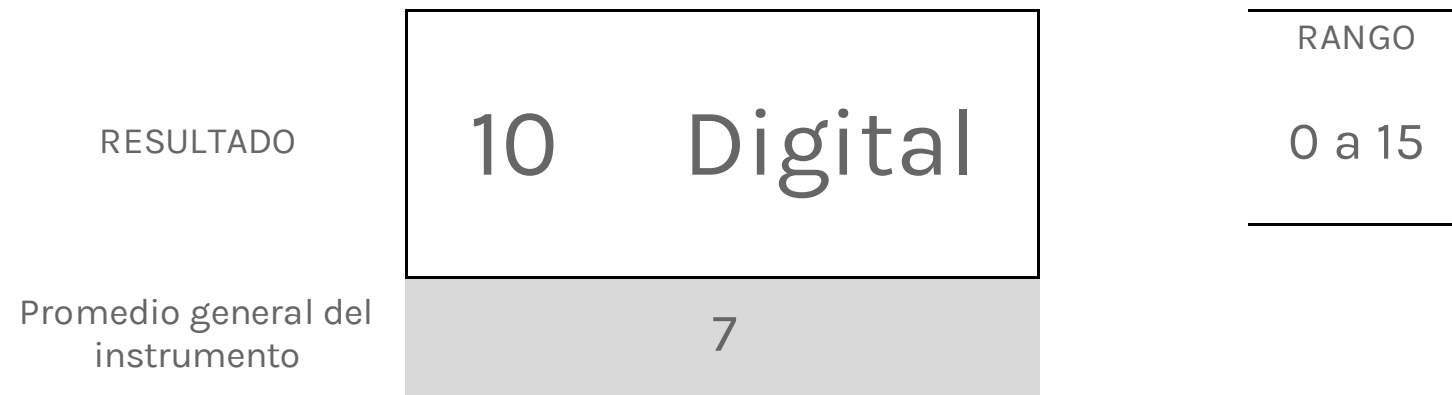 RANGO
RESULTADO
10 Digital
0 a 15
Promedio general del
instrumento
7